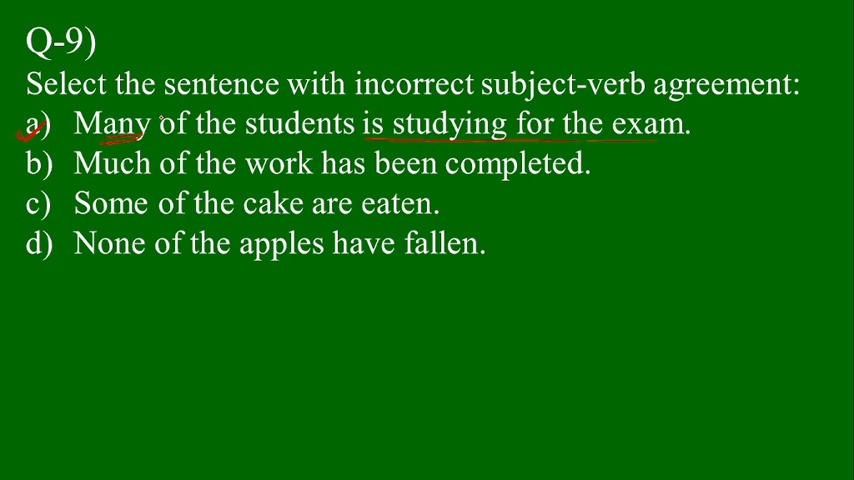 Q-9)
Select the sentence with incorrect subject-verb agreement:
a) Many of the students is studying for the exam.
b) Much of the work has been completed.
c) Some of the cake are eaten.
d) None of the apples have fallen.